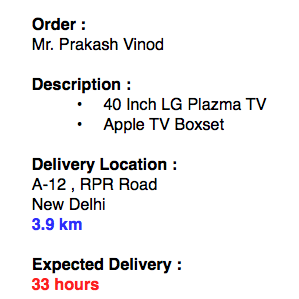 Order :
Mr. Prakash Vinod
Description :
• 40 Inch LG Plazma TV
• Apple TV Boxset
Delivery Location :
A-12 , RPR Road
New Delhi
3.9 km
Expected Delivery :
33 hours